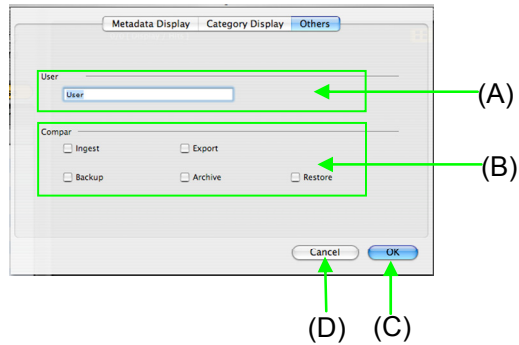 Metadata Display Category Display Others
User
User
(A)
Compar
Ingest Export
(B)
Backup Archive Restore
Cancel OK
(D) (C)